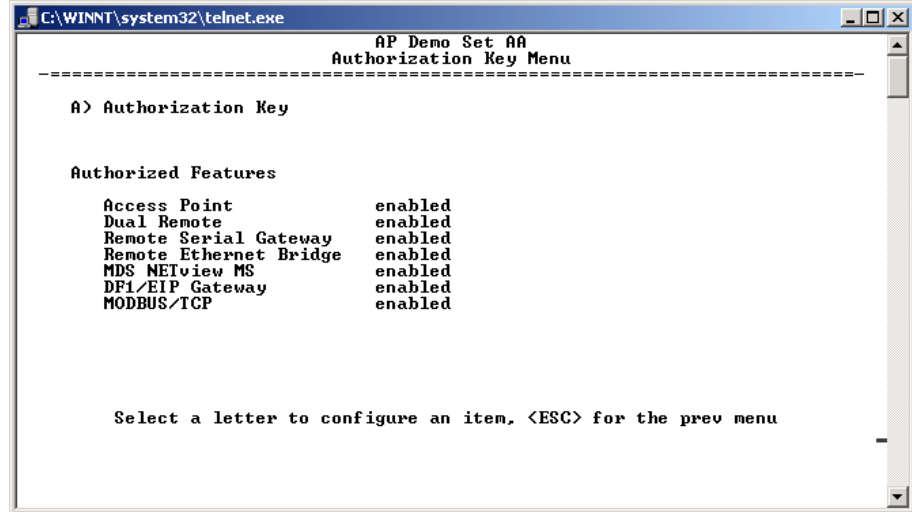 C:\WINNT\system32\telnet.exe
AP Demo Set AA
Authorization Key Menu
-==========================================================================-
A) Authorization Key
Authorized Features
Access Point enabled
Dual Remote enabled
Remote Serial Gateway enabled
Remote Ethernet Bridge enabled
MDS NETview MS enabled
DF1/EIP Gateway enabled
MODBUS/TCP enabled
Select a letter to configure an item, <ESC> for the prev menu